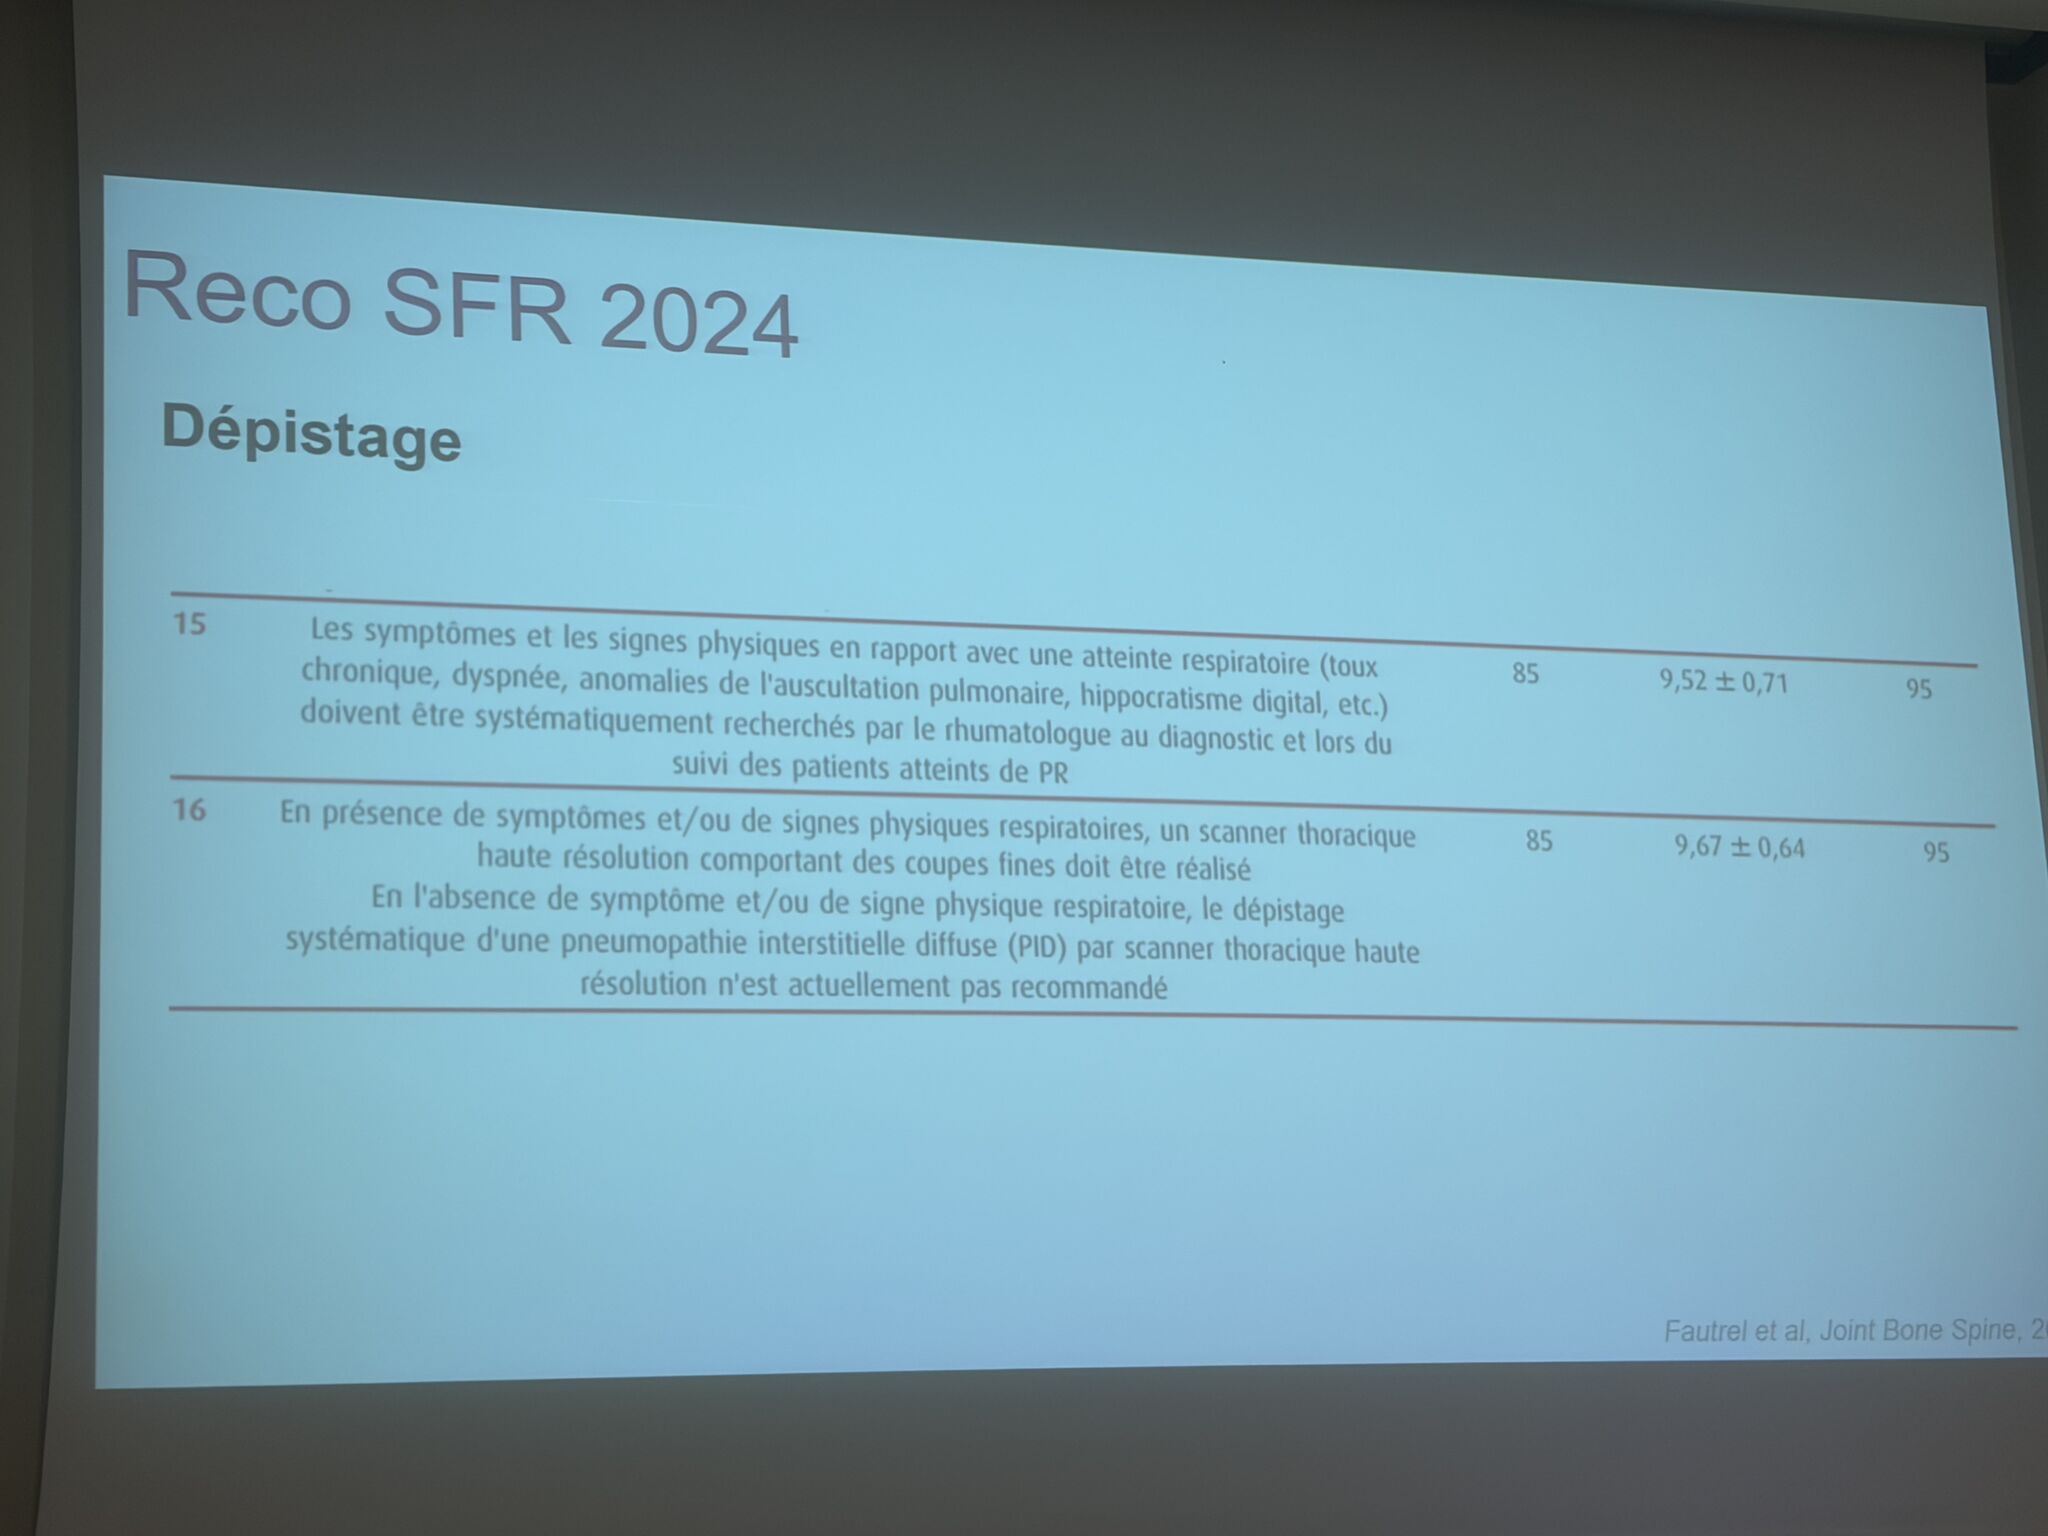 Reco SFR 2024
Dépistage
15
Les symptômes et les signes physiques en rapport avec une atteinte respiratoire (toux
chronique, dyspnée, anomalies de l'auscultation pulmonaire, hippocratisme digital, etc.)
doivent être systématiquement recherchés par le rhumatologue au diagnostic et lors du
suivi des patients atteints de PR
85
9,52 ± 0,71
95
16
En présence de symptômes et/ou de signes physiques respiratoires, un scanner thoracique
haute résolution comportant des coupes fines doit être réalisé
En l'absence de symptôme et/ou de signe physique respiratoire, le dépistage
systématique d'une pneumopathie interstitielle diffuse (PID) par scanner thoracique haute
résolution n'est actuellement pas recommandé
85
9,67 ± 0,64
95
Fautrel et al, Joint Bone Spine,